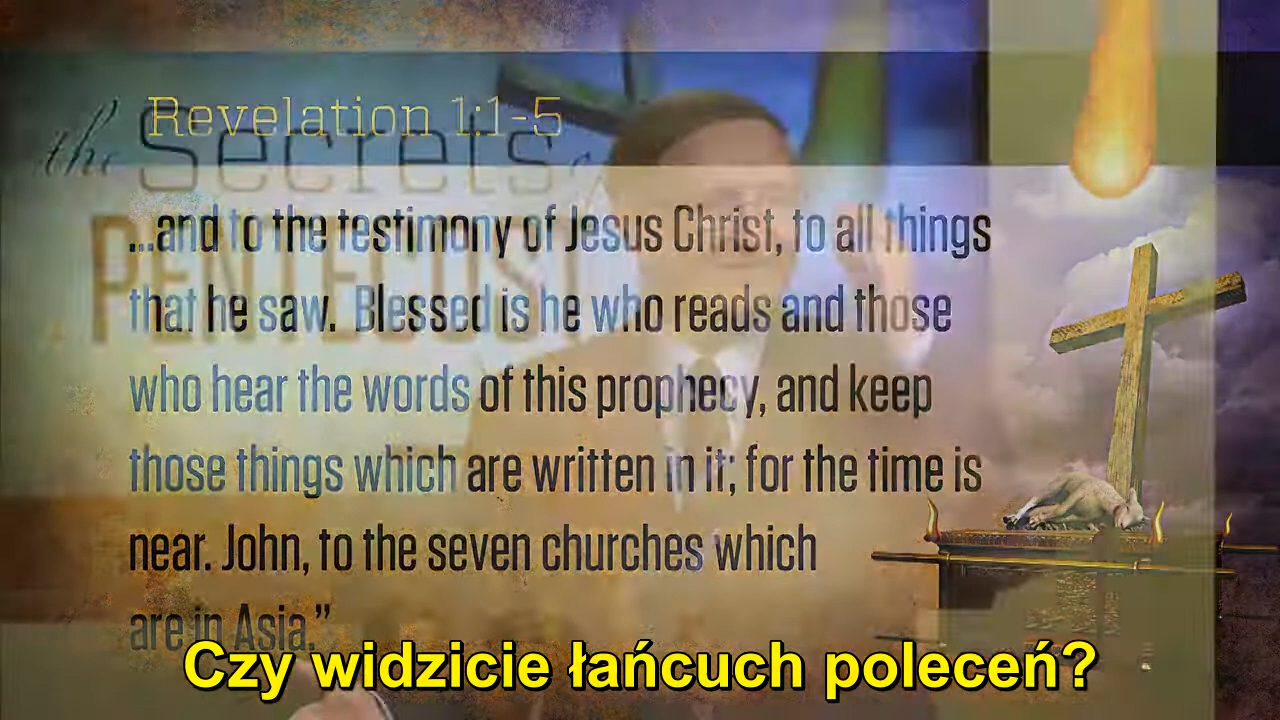 Revelation 1:1-5
the Secrets of
PENTECOST
...and to the testimony of Jesus Christ, to all things
that he saw. Blessed is he who reads and those
who hear the words of this prophecy, and keep
those things which are written in it; for the time is
near. John, to the seven churches which
are in Asia.”
Czy widzicie łańcuch poleceń?